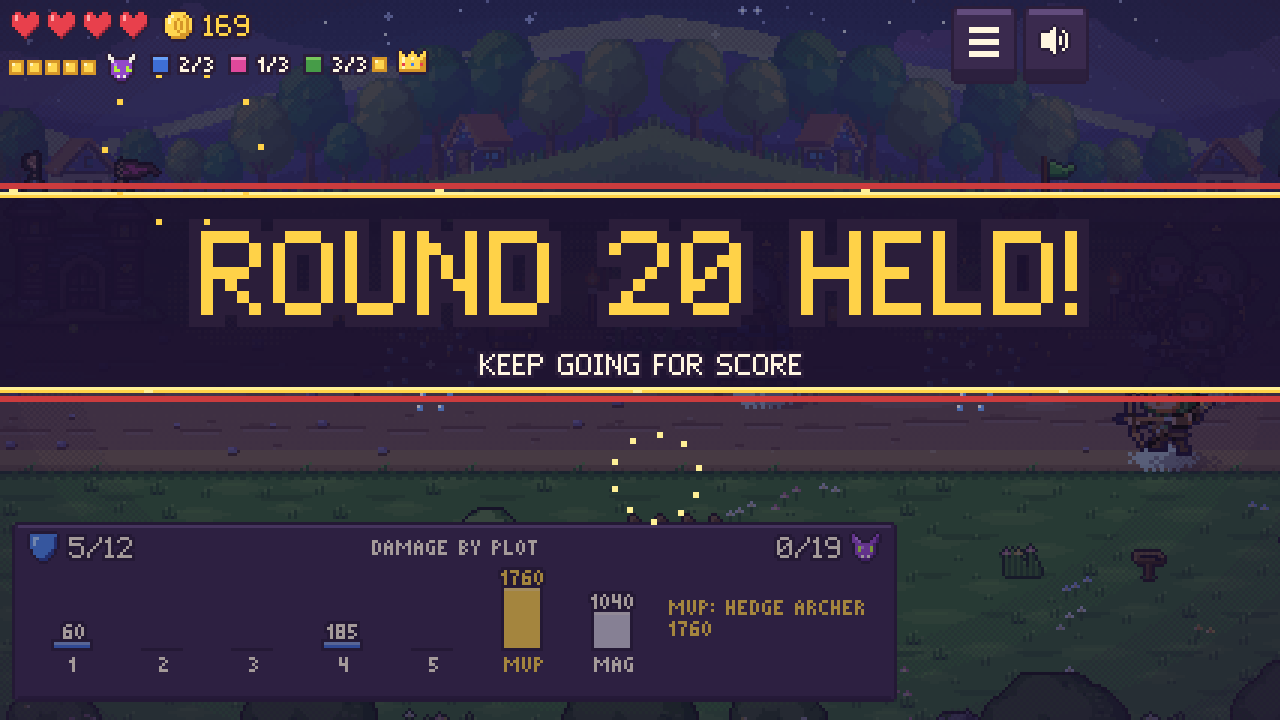 169
2/3 1/3 3/3
ROUND 20 HELD!
KEEP GOING FOR SCORE
5/12 DAMAGE BY PLOT 0/19
1760
1040
60 185
MVP: HEDGE ARCHER
1760
1 2 3 4 5 MVP MAG